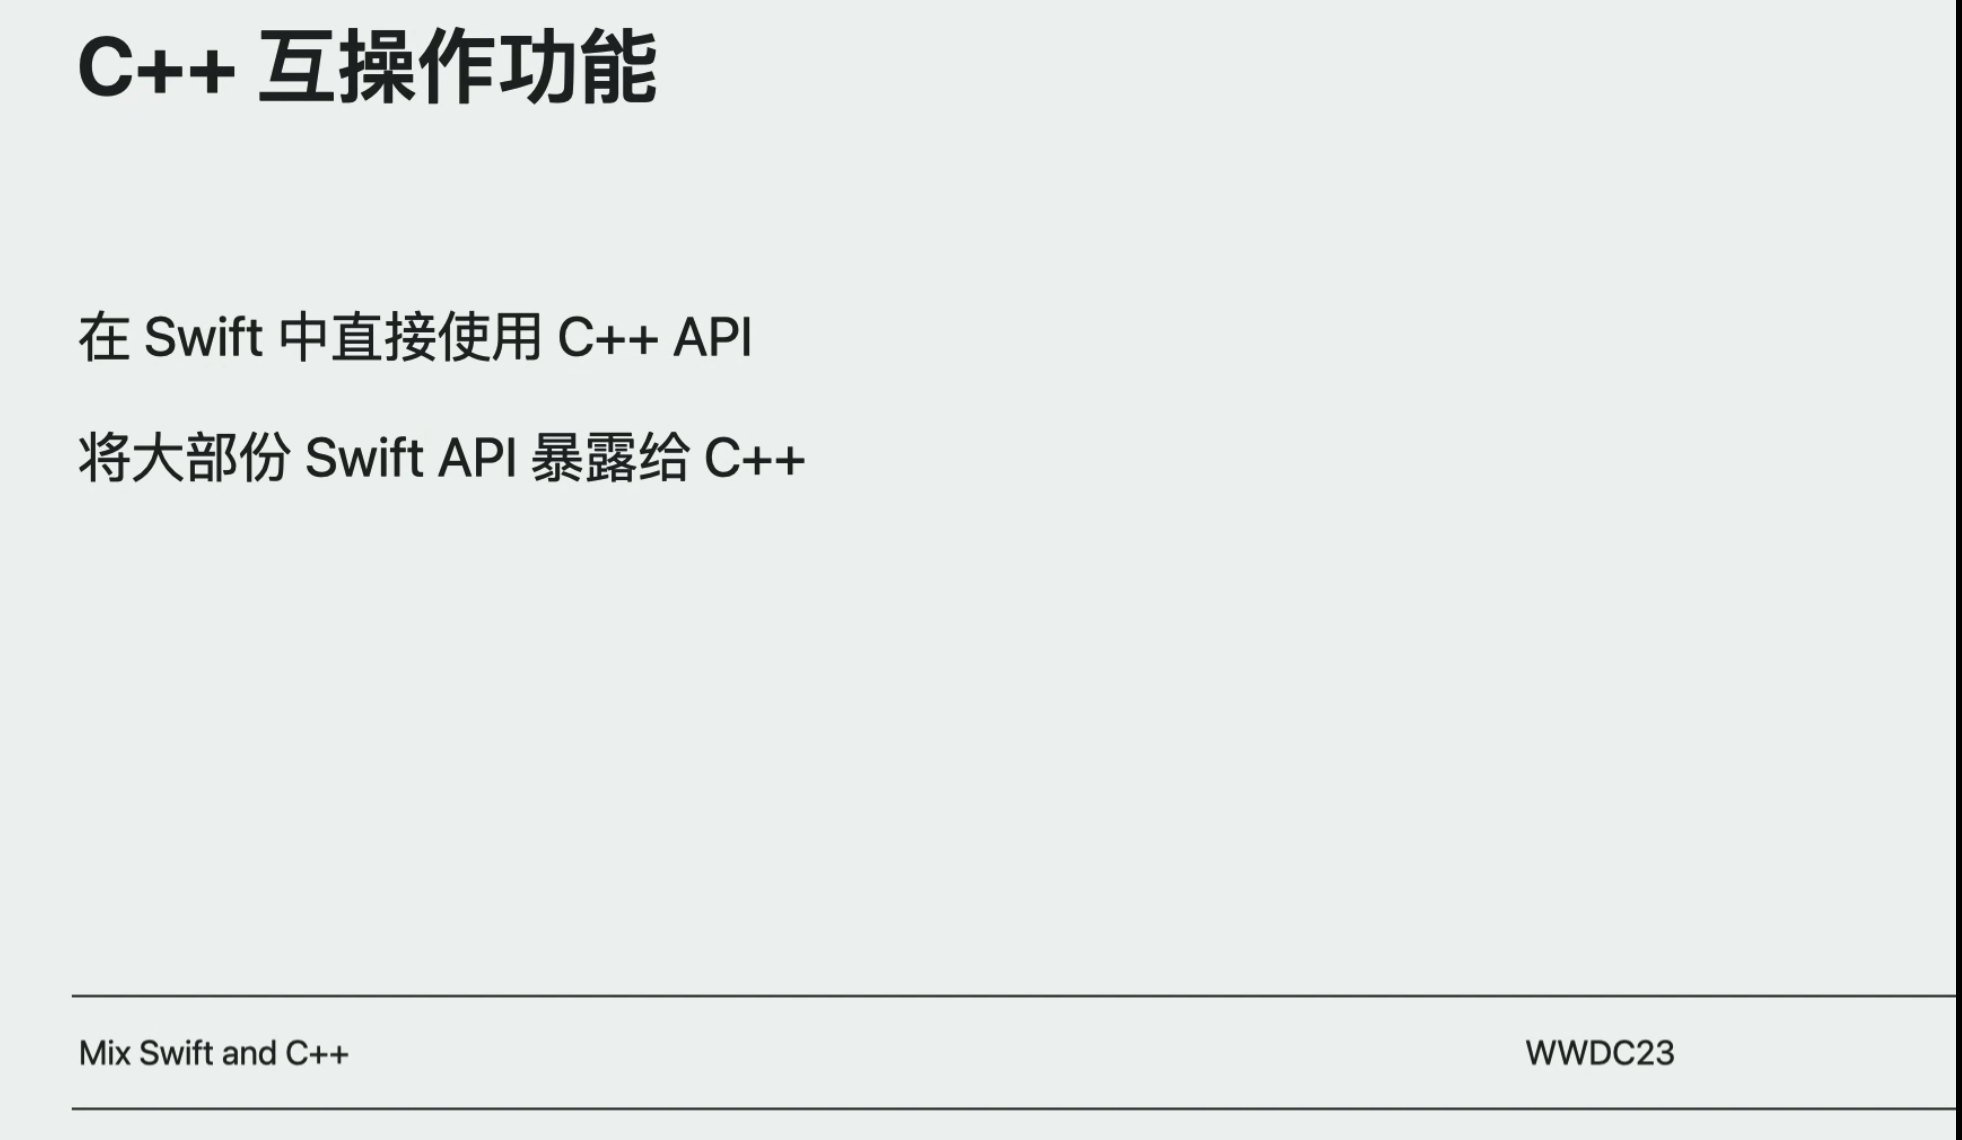 C++ 互操作功能
在 Swift 中直接使用 C++ API
将大部份 Swift API 暴露给 C++
Mix Swift and C++
WWDC23